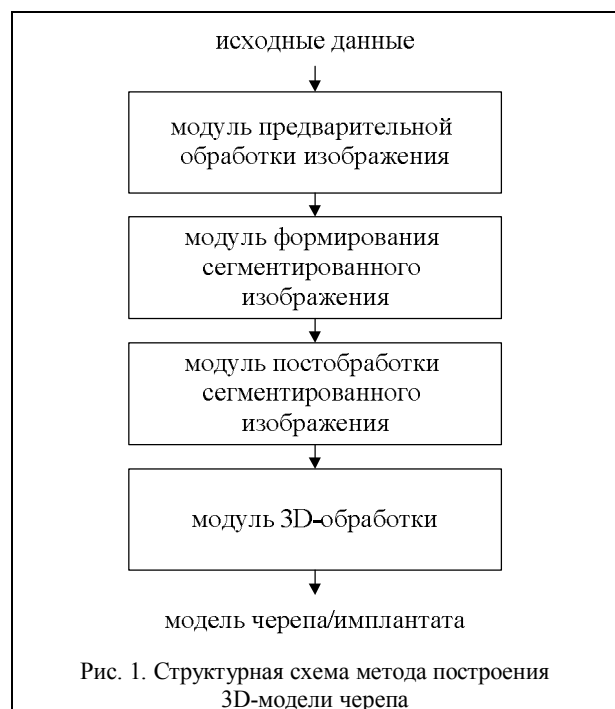 исходные данные
модуль предварительной
обработки изображения
модуль формирования
сегментированного
изображения
модуль постобработки
сегментированного
изображения
модуль 3D-обработки
модель черепа/имплантата
Рис. 1. Структурная схема метода построения
3D-модели черепа